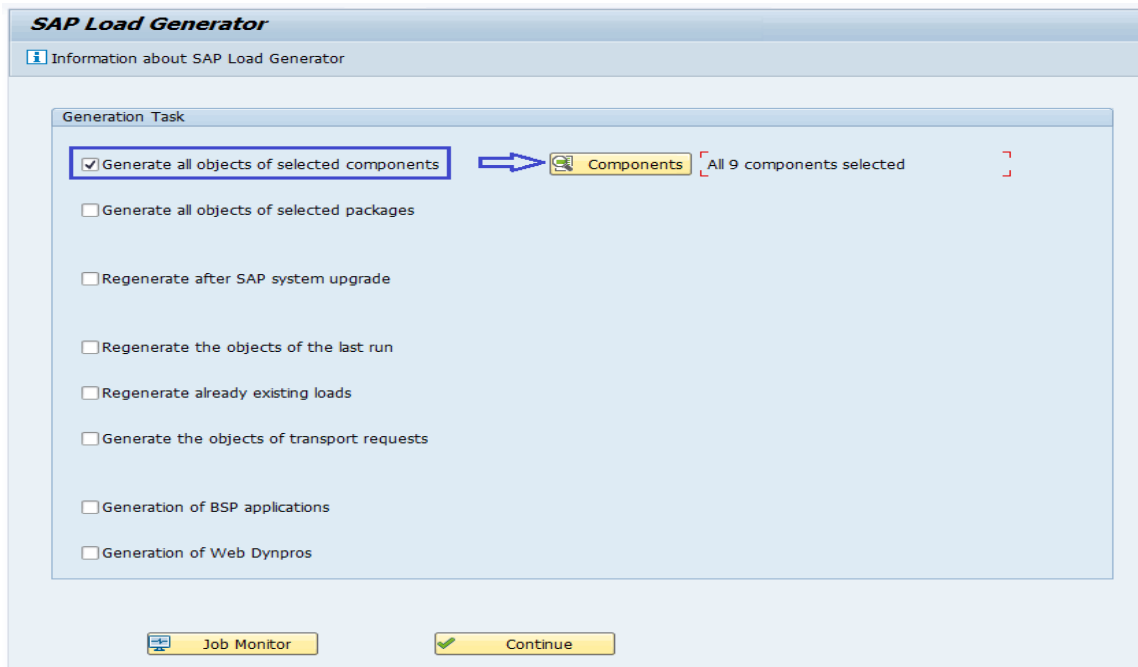 SAP Load Generator
Information about SAP Load Generator
Generation Task
Generate all objects of selected components
Components
All 9 components selected
Generate all objects of selected packages
Regenerate after SAP system upgrade
Regenerate the objects of the last run
Regenerate already existing loads
Generate the objects of transport requests
Generation of BSP applications
Generation of Web Dynpros
Job Monitor
Continue